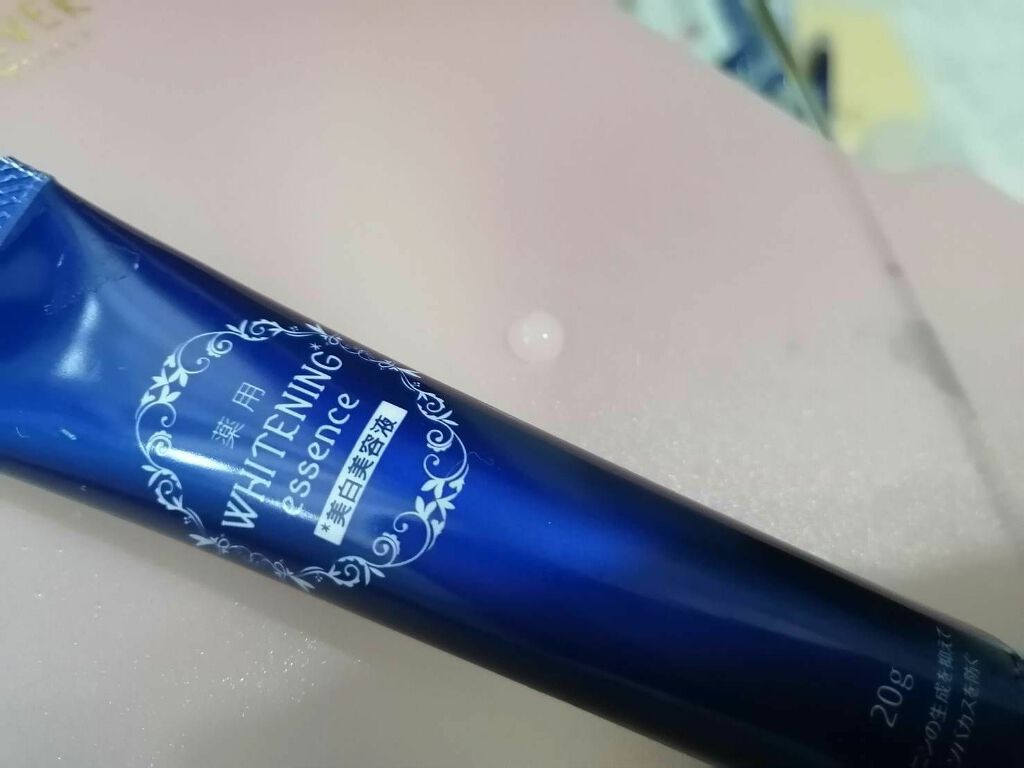 薬用
WHITENING*
essence
*美白美容液
20g
ニンの生成を抑えて
ソバカスを防ぐ
EVER